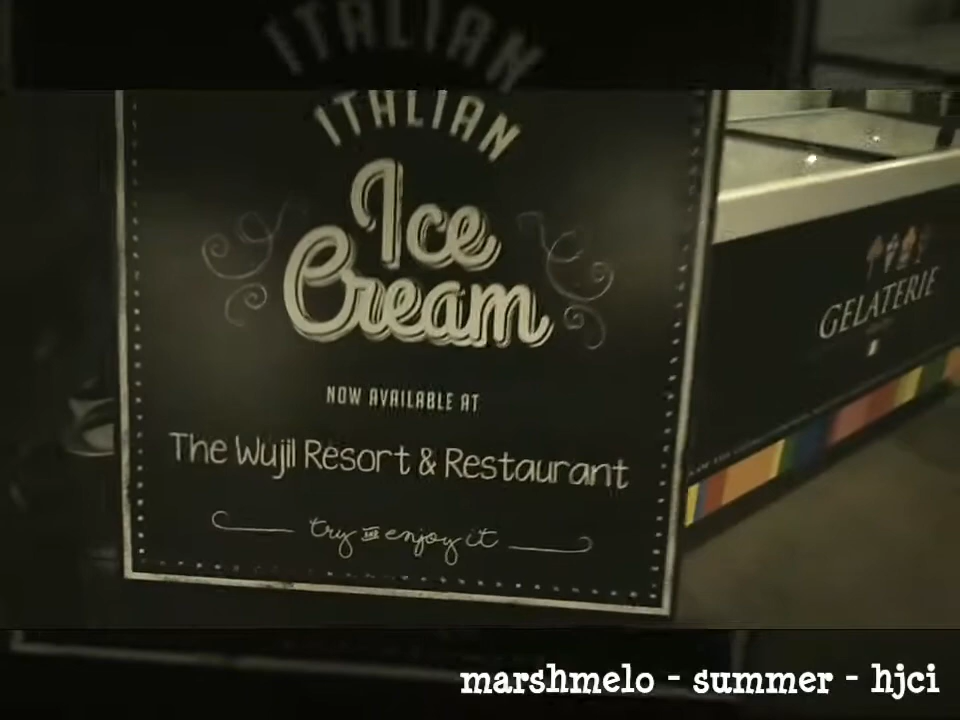 ITALIAN
ITALIAN
Ice
Cream
NOW AVAILABLE AT
The Wujil Resort & Restaurant
try AND enjoy it
GELATERIE
marshmelo - summer - hjci